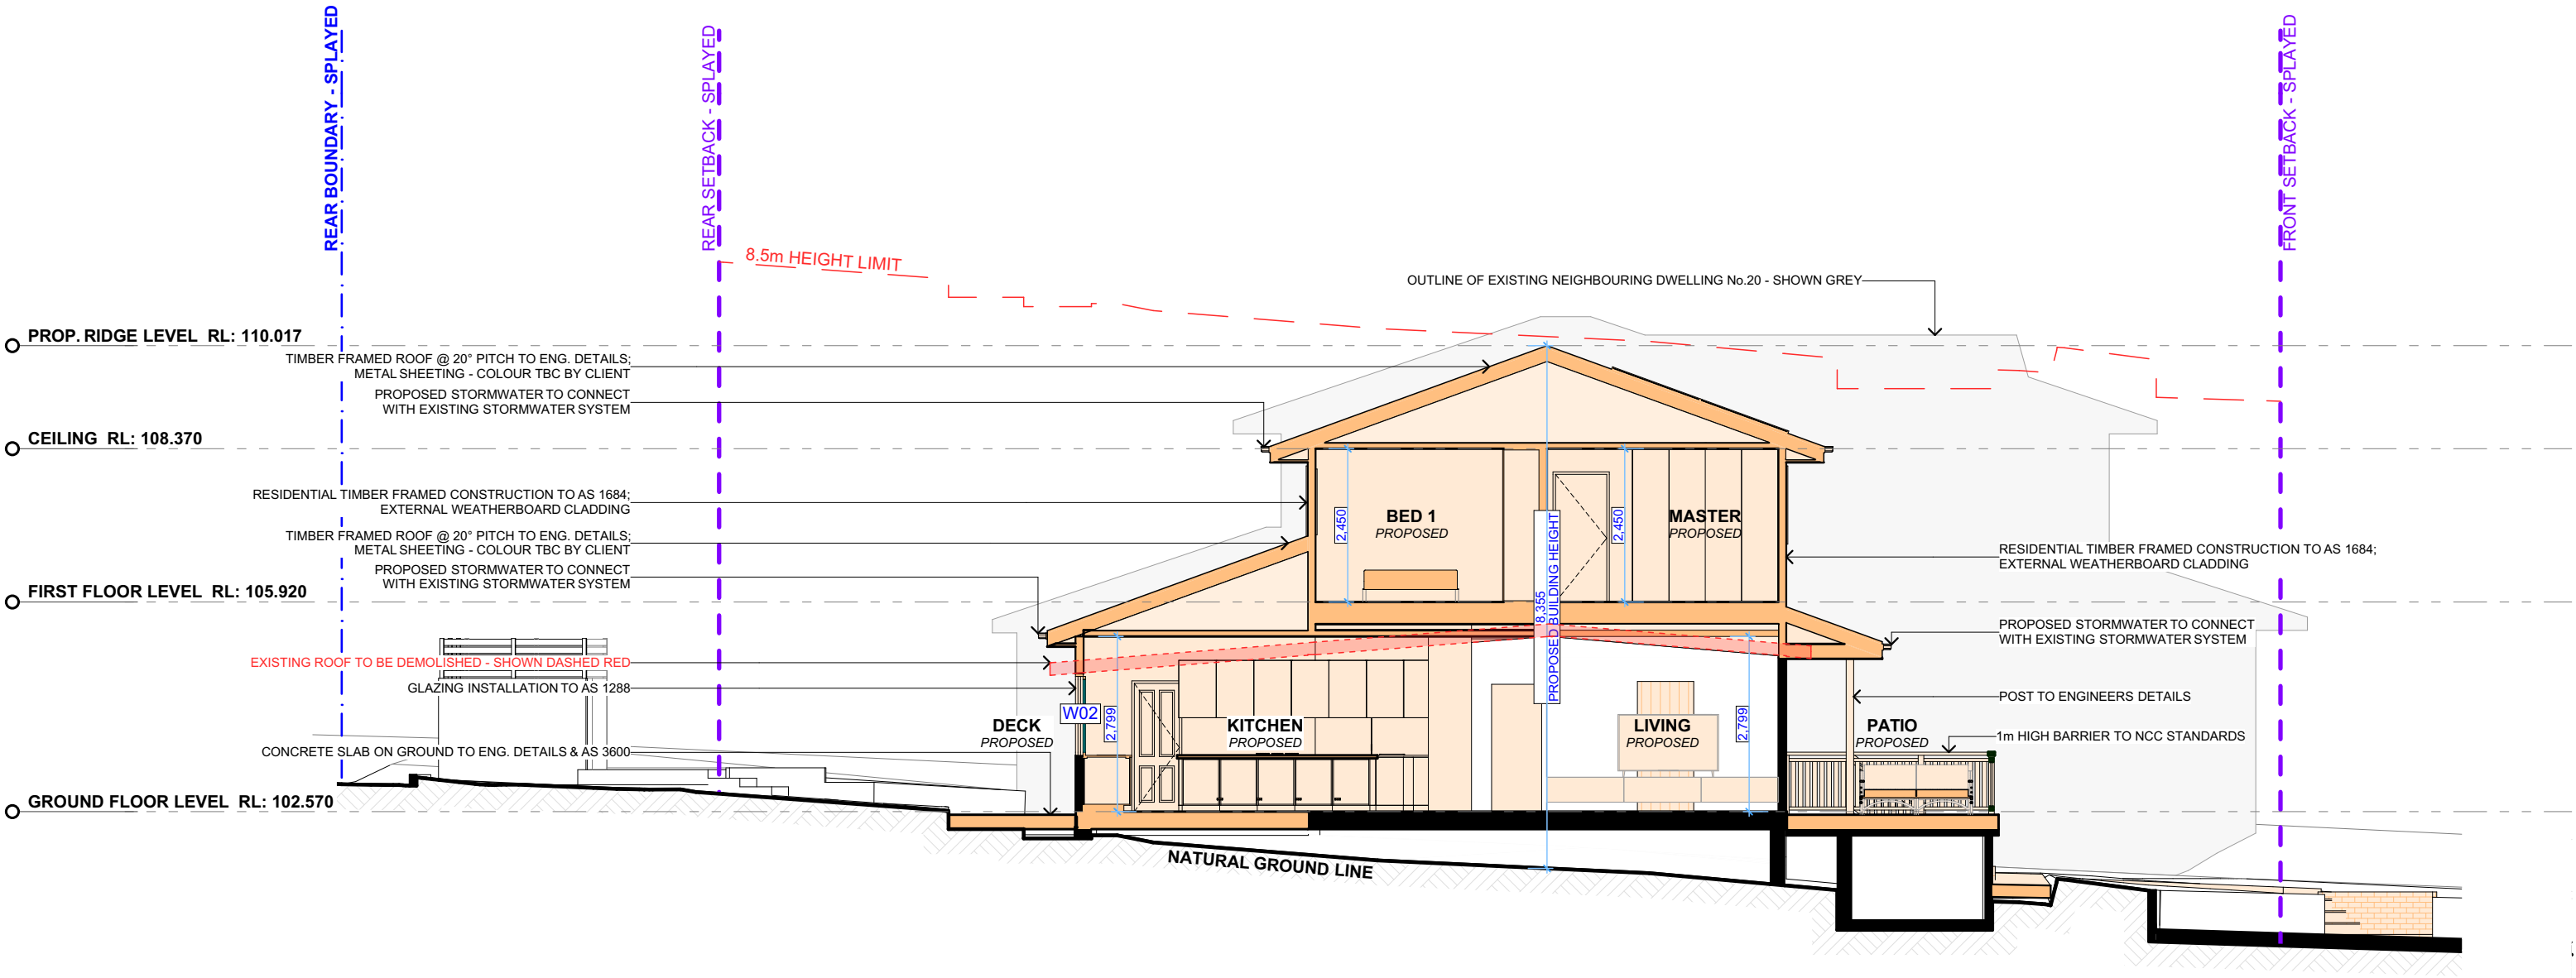 REAR BOUNDARY - SPLAYED
REAR SETBACK - SPLAYED
FRONT SETBACK - SPLAYED
8.5m HEIGHT LIMIT
OUTLINE OF EXISTING NEIGHBOURING DWELLING No.20 - SHOWN GREY
PROP. RIDGE LEVEL RL: 110.017
TIMBER FRAMED ROOF @ 20° PITCH TO ENG. DETAILS;
METAL SHEETING - COLOUR TBC BY CLIENT
PROPOSED STORMWATER TO CONNECT
WITH EXISTING STORMWATER SYSTEM
CEILING RL: 108.370
RESIDENTIAL TIMBER FRAMED CONSTRUCTION TO AS 1684;
EXTERNAL WEATHERBOARD CLADDING
2,450
BED 1
PROPOSED
2,450
MASTER
PROPOSED
TIMBER FRAMED ROOF @ 20° PITCH TO ENG. DETAILS;
METAL SHEETING - COLOUR TBC BY CLIENT
RESIDENTIAL TIMBER FRAMED CONSTRUCTION TO AS 1684;
EXTERNAL WEATHERBOARD CLADDING
PROPOSED STORMWATER TO CONNECT
WITH EXISTING STORMWATER SYSTEM
FIRST FLOOR LEVEL RL: 105.920
8,355
PROPOSED BUILDING HEIGHT
PROPOSED STORMWATER TO CONNECT
WITH EXISTING STORMWATER SYSTEM
EXISTING ROOF TO BE DEMOLISHED - SHOWN DASHED RED
GLAZING INSTALLATION TO AS 1288
POST TO ENGINEERS DETAILS
W02
2,799
DECK
PROPOSED
KITCHEN
PROPOSED
LIVING
PROPOSED
2,799
PATIO
PROPOSED
1m HIGH BARRIER TO NCC STANDARDS
CONCRETE SLAB ON GROUND TO ENG. DETAILS & AS 3600
GROUND FLOOR LEVEL RL: 102.570
NATURAL GROUND LINE